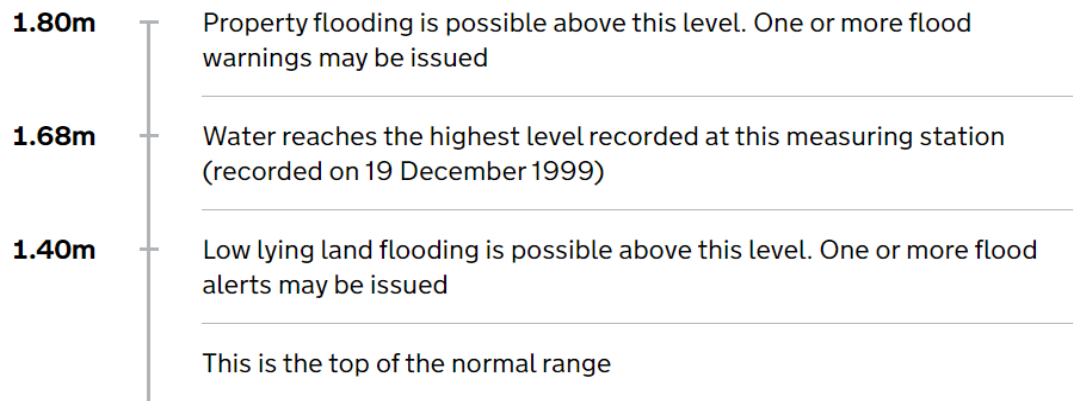 1.80m Property flooding is possible above this level. One or more flood
warnings may be issued
1.68m Water reaches the highest level recorded at this measuring station
(recorded on 19 December 1999)
1.40m Low lying land flooding is possible above this level. One or more flood
alerts may be issued
This is the top of the normal range